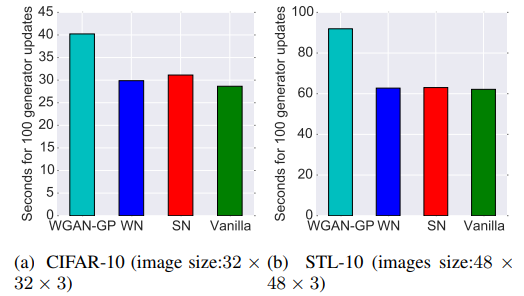 Seconds for 100 generator updates
45
40
35
30
25
20
15
10
5
0
WGAN-GP WN SN Vanilla
Seconds for 100 generator updates
100
80
60
40
20
0
WGAN-GP WN SN Vanilla
(a) CIFAR-10 (image size:32 ×
32 × 3)
(b) STL-10 (images size:48 ×
48 × 3)